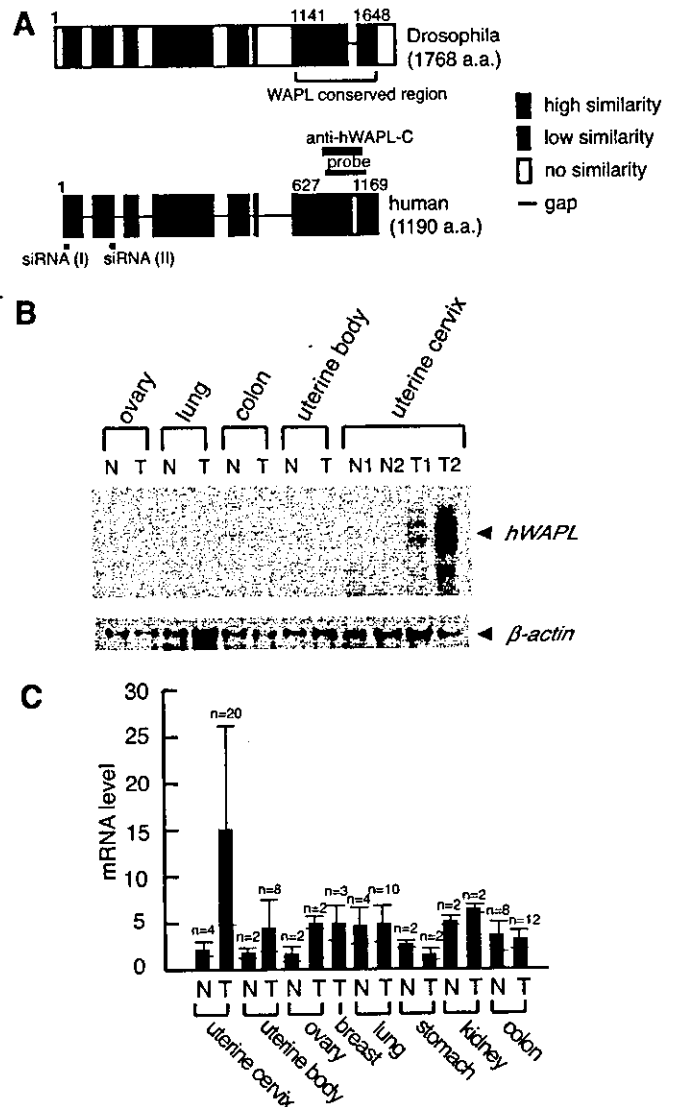 A
1 1141 1648
Drosophila
(1768 a.a.)
WAPL conserved region
high similarity
low similarity
no similarity
gap
anti-hWAPL-C
probe
1 627 1169
human
(1190 a.a.)
siRNA (I) siRNA (II)
B
ovary lung colon uterine body uterine cervix
N T N T N T N T N1 N2 T1 T2
hWAPL
β-actin
C
30
25
20
15
10
5
0
mRNA level
n=4 n=20 n=2 n=8 n=2 n=2 n=3 n=4 n=10 n=2 n=2 n=2 n=2 n=8 n=12
N T N T N T T N T N T N T N T
uterine cervix uterine body ovary breast lung stomach kidney colon